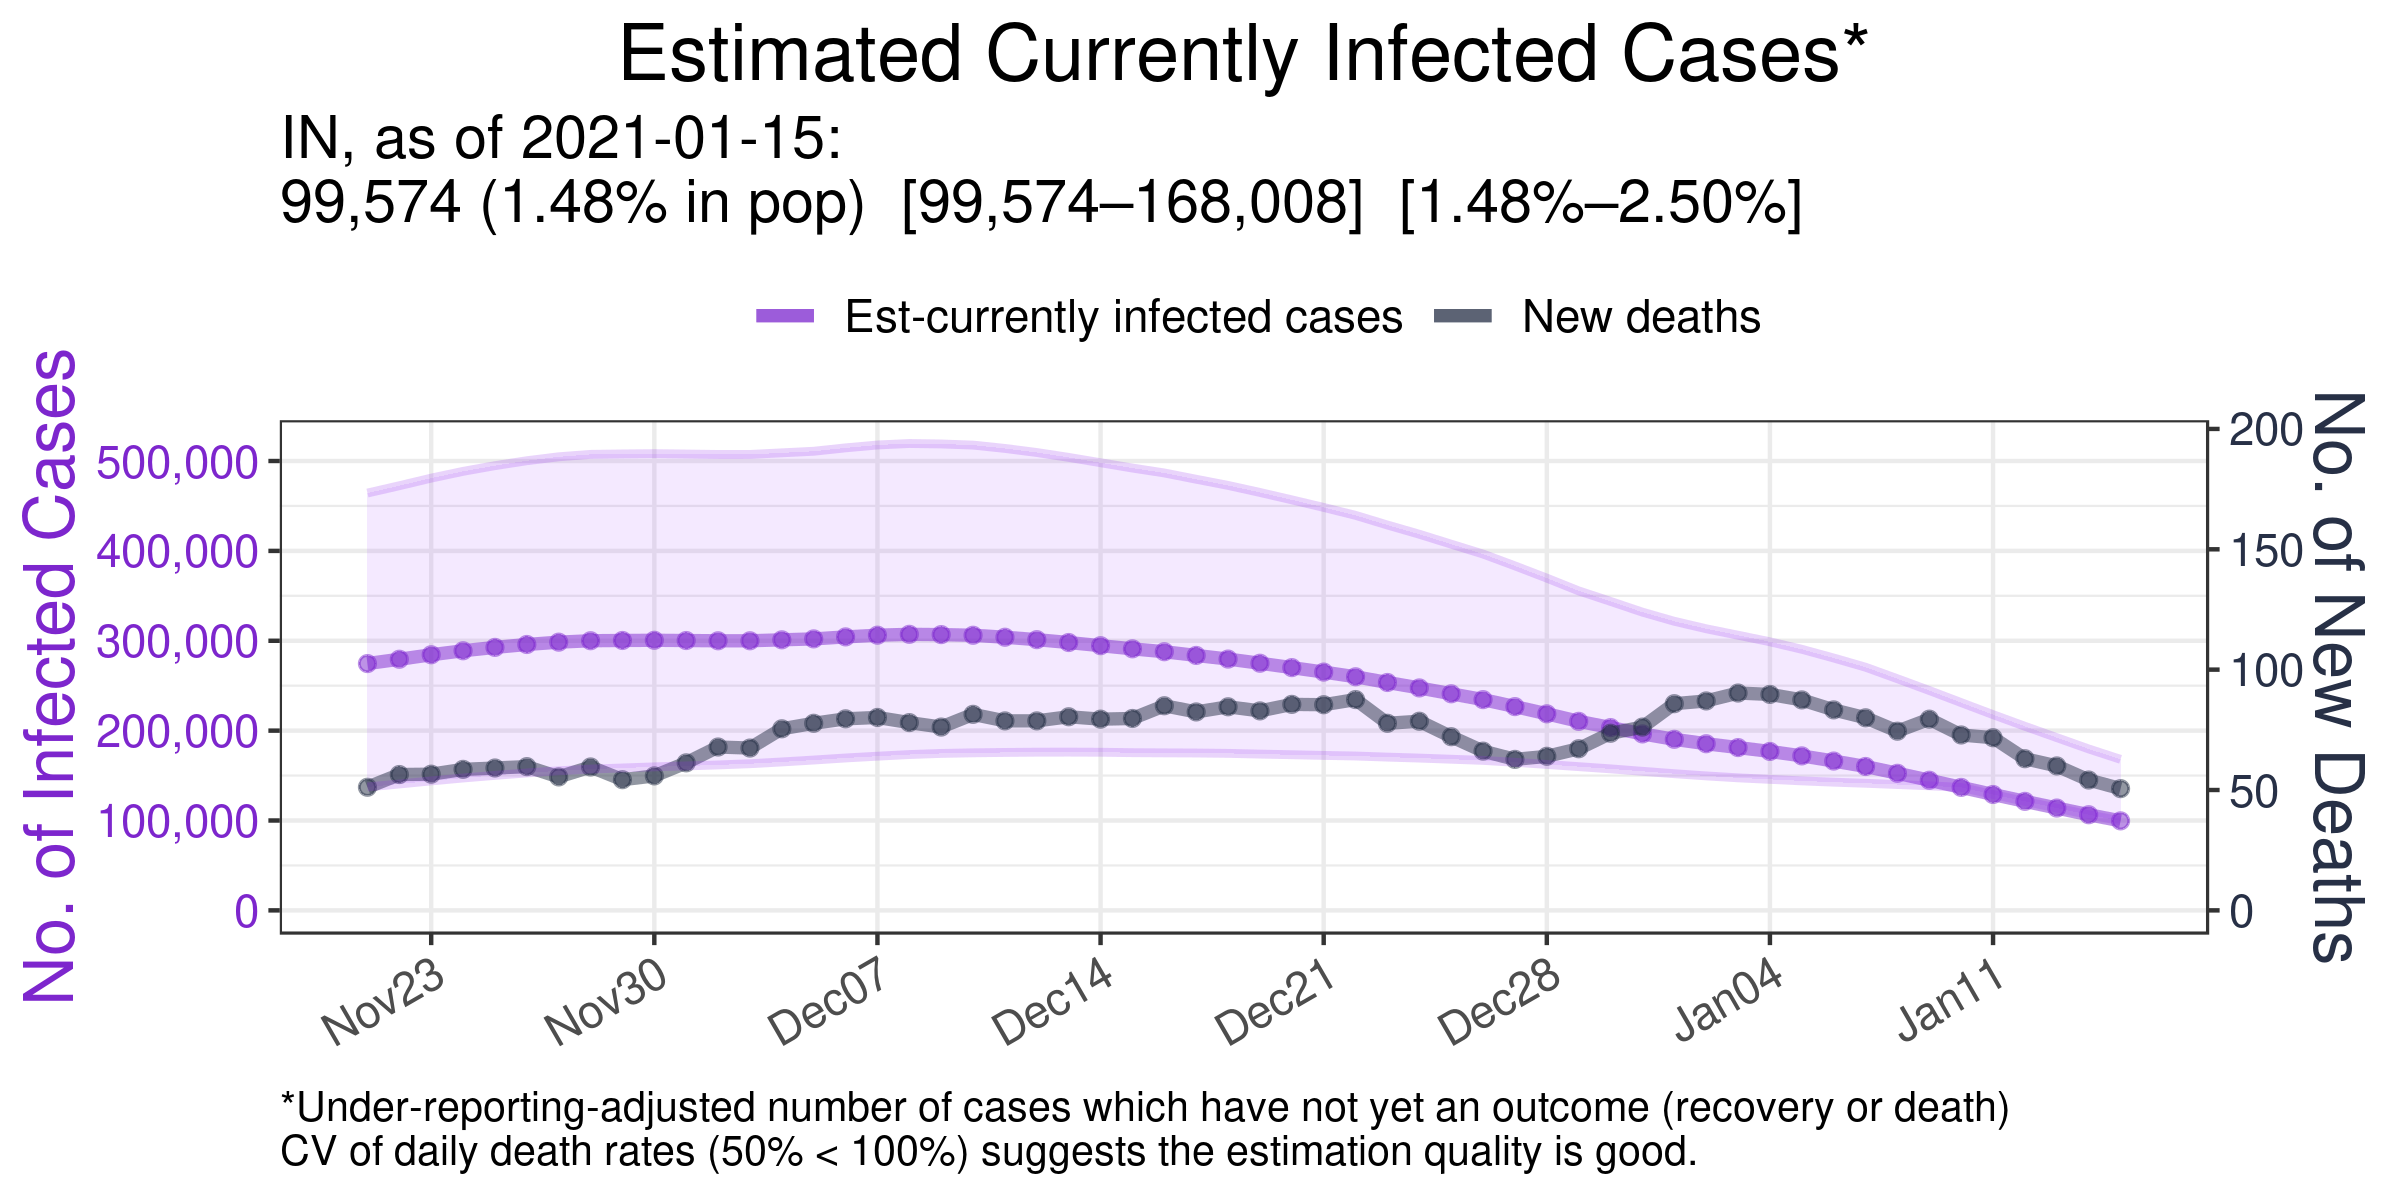 Estimated Currently Infected Cases*
IN, as of 2021-01-15:
99,574 (1.48% in pop)  [99,574–168,008]  [1.48%–2.50%]
Est-currently infected cases
New deaths
No. of Infected Cases
500,000
400,000
300,000
200,000
100,000
0
200
150
100
50
0
No. of New Deaths
Nov23
Nov30
Dec07
Dec14
Dec21
Dec28
Jan04
Jan11
*Under-reporting-adjusted number of cases which have not yet an outcome (recovery or death)
CV of daily death rates (50% < 100%) suggests the estimation quality is good.